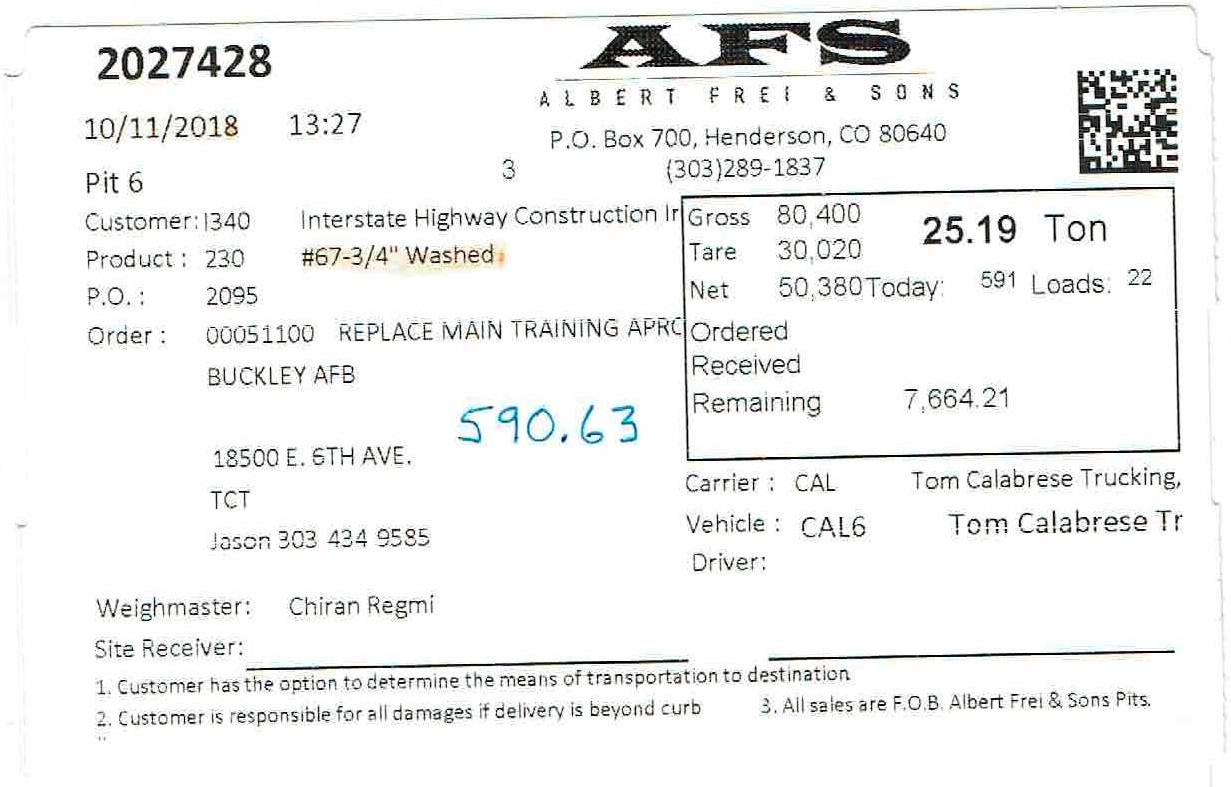 2027428
AFS
ALBERT FREI & SONS
10/11/2018 13:27
P.O. Box 700, Henderson, CO 80640
Pit 6
3
(303)289-1837
Customer: I340 Interstate Highway Construction Ir
Product : 230 #67-3/4" Washed
P.O. : 2095
Order : 00051100 REPLACE MAIN TRAINING APRO
BUCKLEY AFB
590.63
18500 E. 6TH AVE.
TCT
Jason 303 434 9585
Gross 80,400 25.19 Ton
Tare 30,020
Net 50,380 Today: 591 Loads: 22
Ordered
Received
Remaining 7,664.21
Carrier : CAL Tom Calabrese Trucking,
Vehicle : CAL6 Tom Calabrese Tr
Driver:
Weighmaster: Chiran Regmi
Site Receiver:
1. Customer has the option to determine the means of transportation to destination
2. Customer is responsible for all damages if delivery is beyond curb 3. All sales are F.O.B. Albert Frei & Sons Pits.